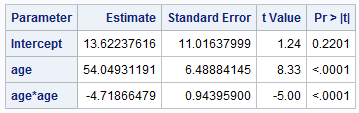 Parameter Estimate Standard Error t Value Pr > |t|
Intercept 13.62237616 11.01637999 1.24 0.2201
age 54.04931191 6.48884145 8.33 <.0001
age*age -4.71866479 0.94395900 -5.00 <.0001